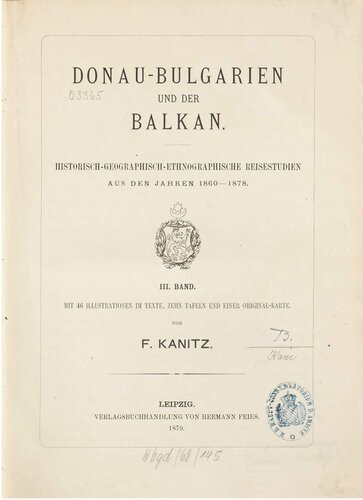 DONAU-BULGARIEN
03365
UND DER
BALKAN.
HISTORISCH-GEOGRAPHISCH-ETHNOGRAPHISCHE REISESTUDIEN
AUS DEN JAHREN 1860—1878.
III. BAND.
MIT 46 ILLUSTRATIONEN IM TEXTE, ZEHN TAFELN UND EINER ORIGINAL-KARTE.
VON
F. KANITZ.
LEIPZIG.
VERLAGSBUCHHANDLUNG VON HERMANN FRIES.
1879.